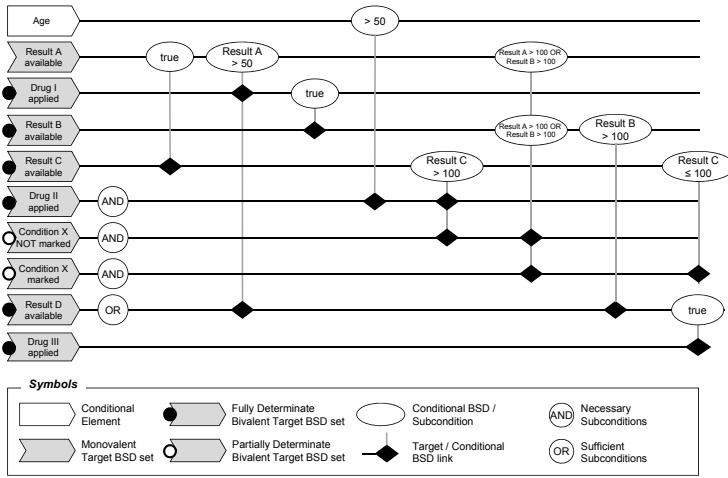 Age
> 50
Result A
available
true
Result A
> 50
Result A > 100 OR
Result B > 100
Drug I
applied
true
Result B
available
Result A > 100 OR
Result B > 100
Result B
> 100
Result C
available
Result C
> 100
Result C
≤ 100
Drug II
applied
AND
Condition X
NOT marked
AND
Condition X
marked
AND
Result D
available
OR
true
Drug III
applied
Symbols
Conditional
Element
Fully Determinate
Bivalent Target BSD set
Conditional BSD /
Subcondition
AND
Necessary
Subconditions
Monovalent
Target BSD set
Partially Determinate
Bivalent Target BSD set
Target / Conditional
BSD link
OR
Sufficient
Subconditions